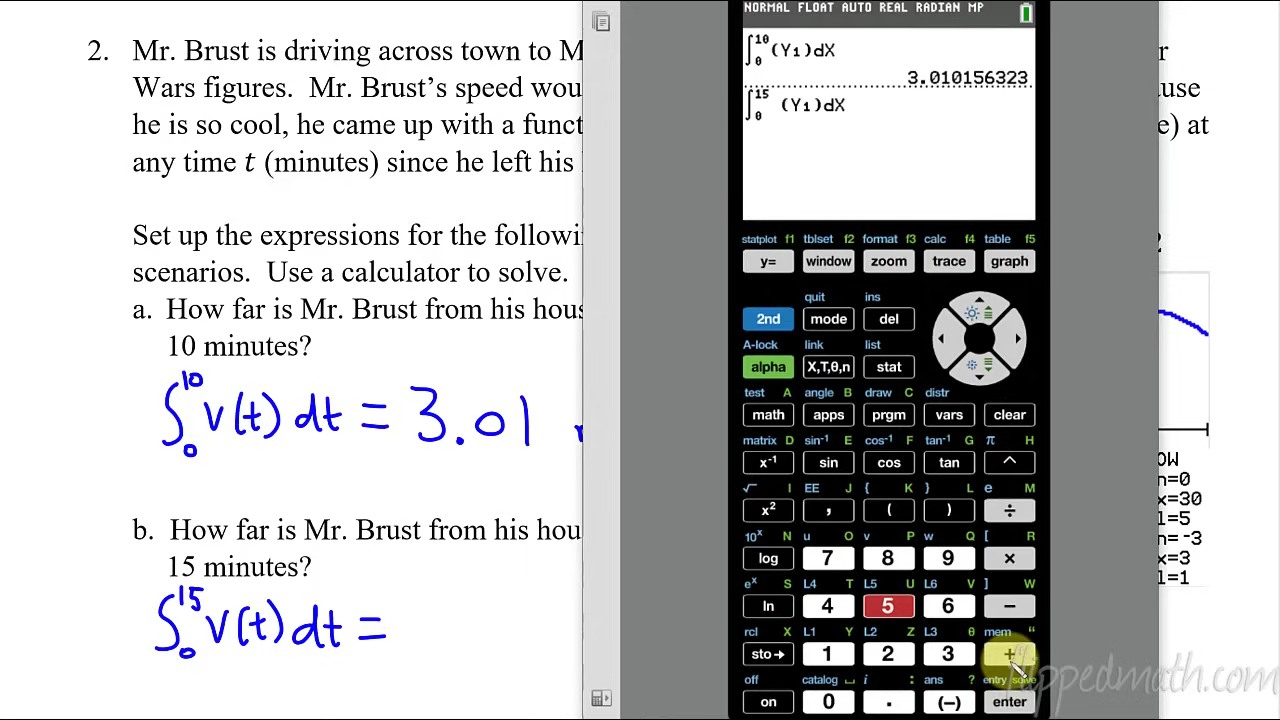 2. Mr. Brust is driving across town to M
Wars figures. Mr. Brust's speed wou
he is so cool, he came up with a funct
any time t (minutes) since he left his
r
ause
e) at
Set up the expressions for the followi
scenarios. Use a calculator to solve.
a. How far is Mr. Brust from his hous
10 minutes?
∫₀¹⁰ v(t) dt = 3.01
b. How far is Mr. Brust from his hou
15 minutes?
∫₀¹⁵ v(t) dt =
NORMAL FLOAT AUTO REAL RADIAN MP
∫₀¹⁰ (Y₁)dX
3.010156323
∫₀¹⁵ (Y₁)dX
statplot f1 tblset f2 format f3 calc f4 table f5
y= window zoom trace graph
quit ins
2nd mode del
A-lock link list
alpha X,T,θ,n stat
test A angle B draw C distr
math apps prgm vars clear
matrix D sin⁻¹ E cos⁻¹ F tan⁻¹ G π H
x⁻¹ sin cos tan ^
√ I EE J { K } L e M
x² , ( ) ÷
10ˣ N u O v P w Q [ R
log 7 8 9 ×
eˣ S L4 T L5 U L6 V ] W
ln 4 5 6 −
rcl X L1 Y L2 Z L3 θ mem "
sto→ 1 2 3 +
off catalog ⎵ i : ans ? entry solve
on 0 . (−) enter
2
OW
n=0
x=30
l=5
n=-3
x=3
l=1
flippedmath.com